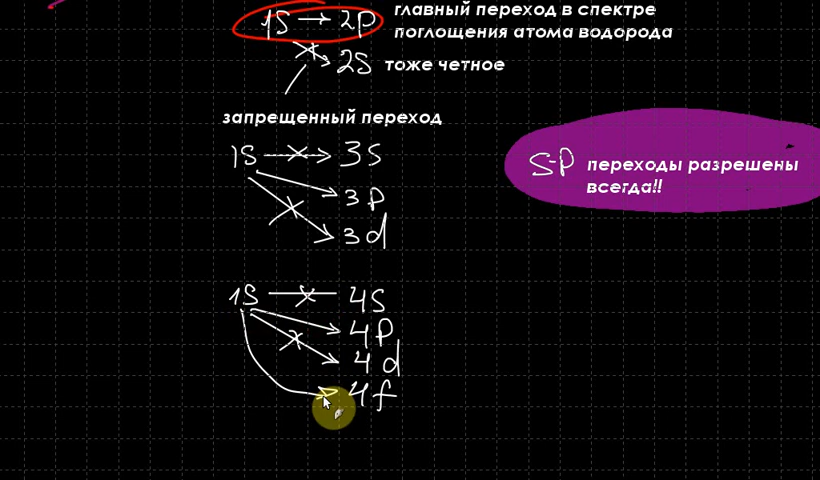 1S → 2p главный переход в спектре
поглощения атома водорода
2S тоже четное
запрещенный переход
1S → 3S
3p
3d
S-P переходы разрешены
всегда!!
1S 4S
4p
4d
4f